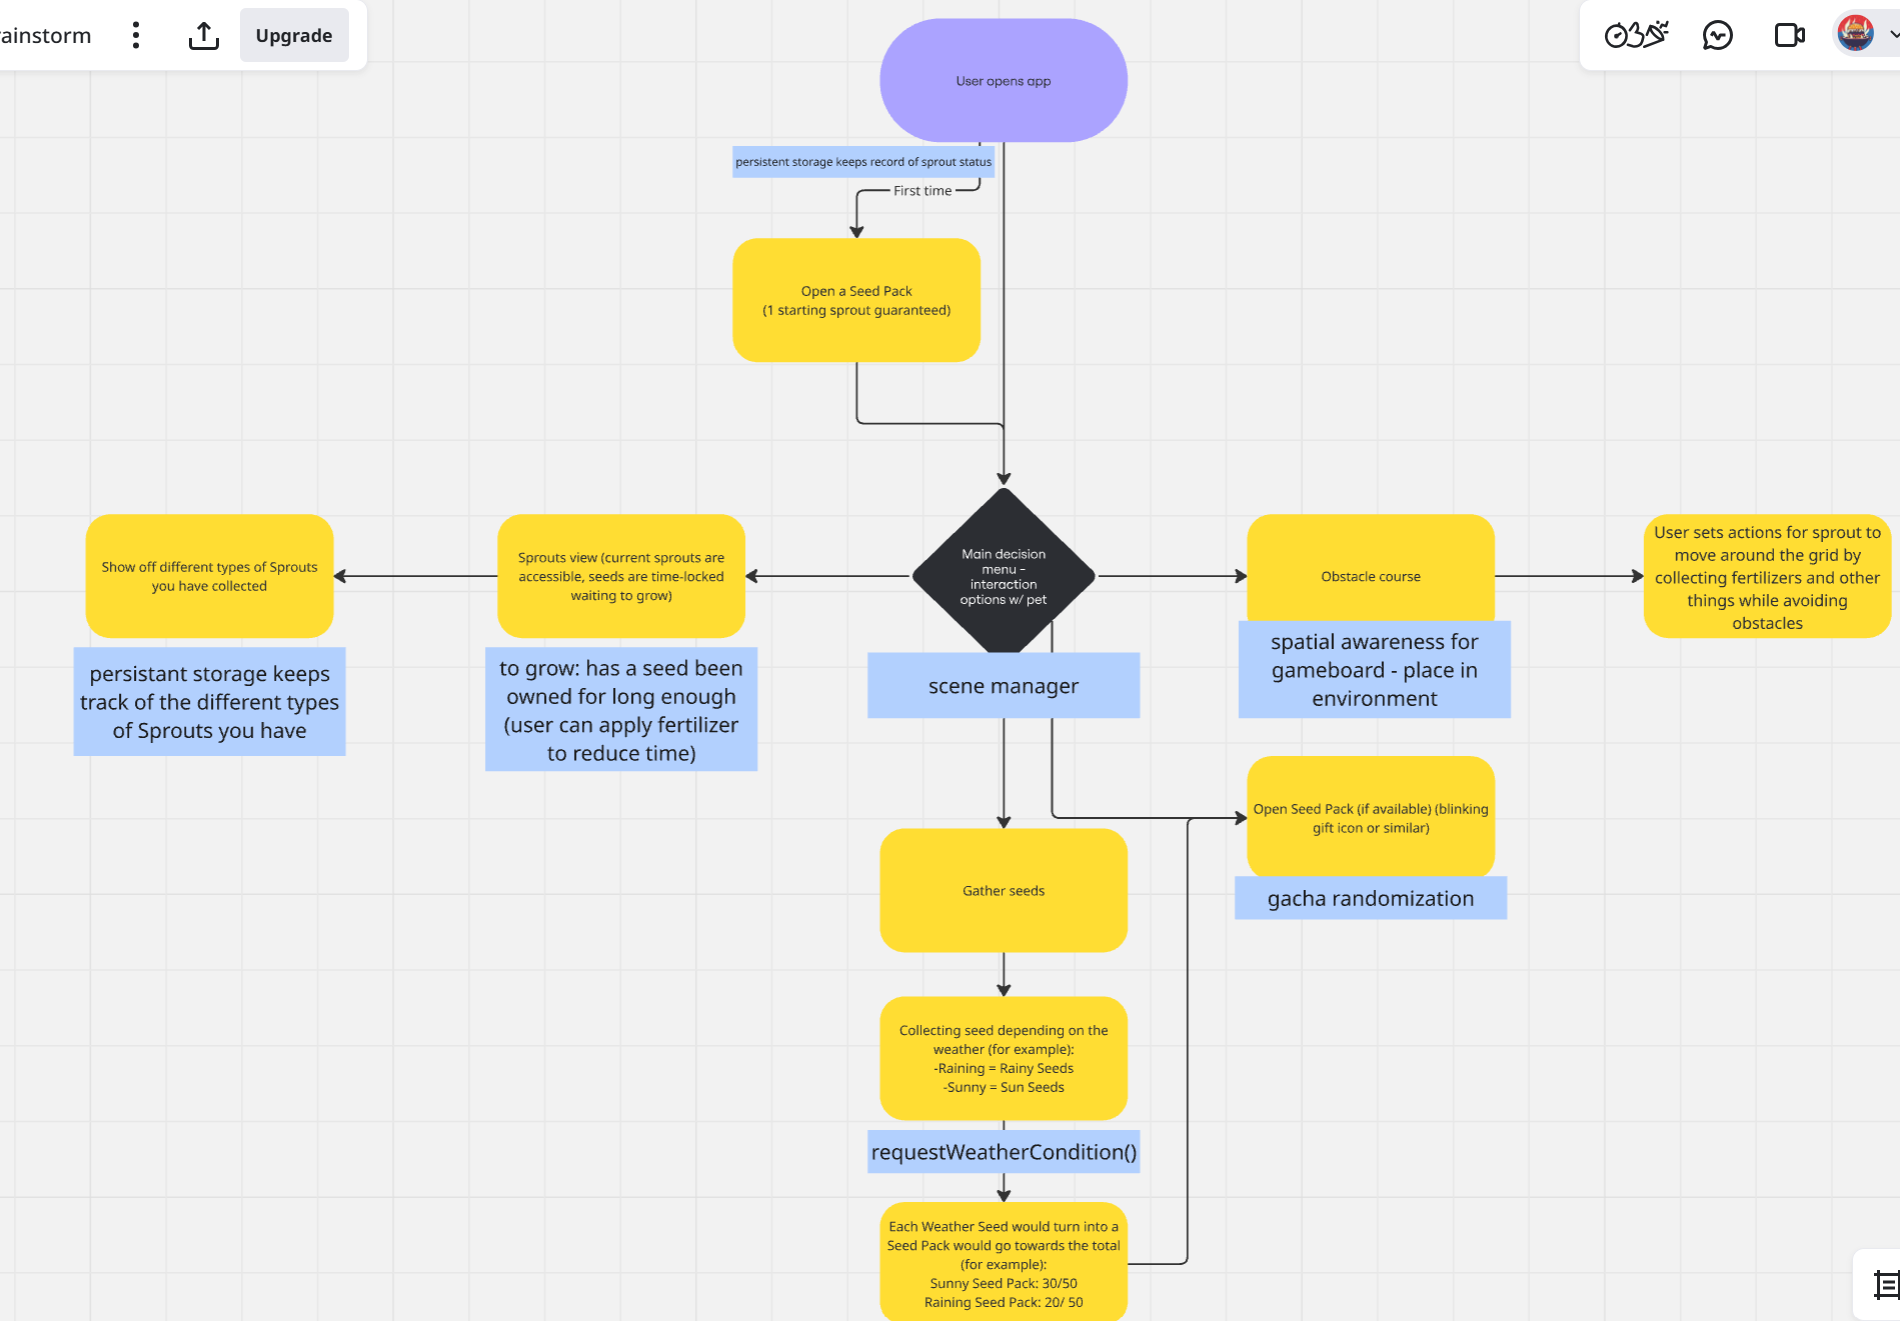 ainstorm
Upgrade
User opens app
persistent storage keeps record of sprout status
First time
Open a Seed Pack
(1 starting sprout guaranteed)
Show off different types of Sprouts
you have collected
persistant storage keeps
track of the different types
of Sprouts you have
Sprouts view (current sprouts are
accessible, seeds are time-locked
waiting to grow)
to grow: has a seed been
owned for long enough
(user can apply fertilizer
to reduce time)
Main decision
menu -
interaction
options w/ pet
scene manager
Obstacle course
spatial awareness for
gameboard - place in
environment
User sets actions for sprout to
move around the grid by
collecting fertilizers and other
things while avoiding
obstacles
Open Seed Pack (if available) (blinking
gift icon or similar)
gacha randomization
Gather seeds
Collecting seed depending on the
weather (for example):
-Raining = Rainy Seeds
-Sunny = Sun Seeds
requestWeatherCondition()
Each Weather Seed would turn into a
Seed Pack would go towards the total
(for example):
Sunny Seed Pack: 30/50
Raining Seed Pack: 20/ 50